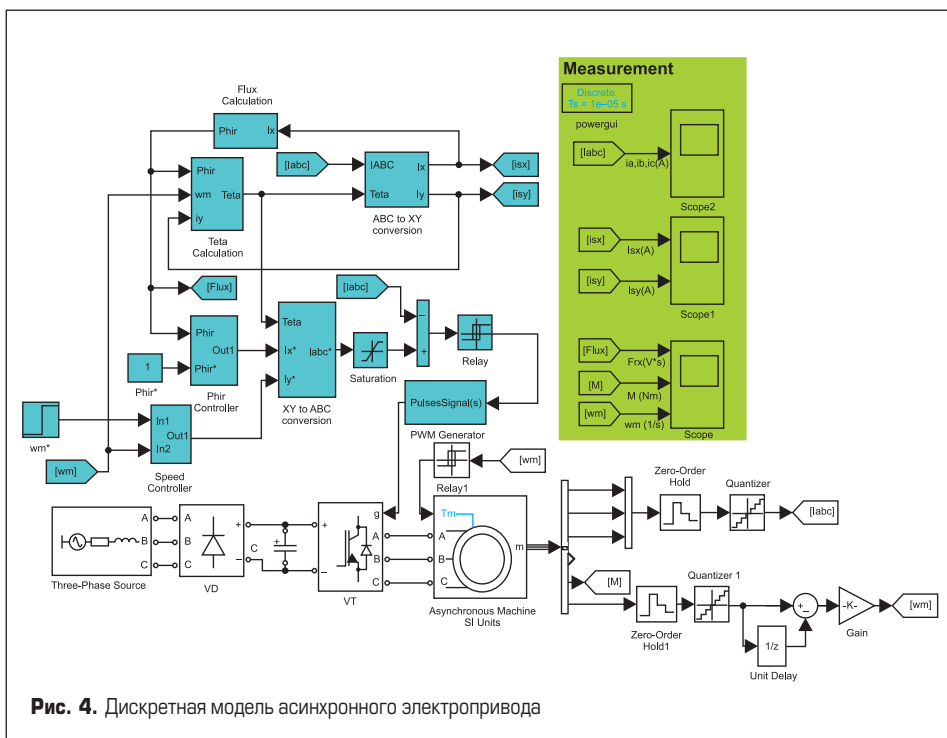 Measurement
Discrete,
Ts = 1e–05 s
powergui
[Iabc]
ia,ib,ic(A)
Scope2
[isx]
Isx(A)
[isy]
Isy(A)
Scope1
[Flux]
Frx(V*s)
[M]
M (Nm)
[wm]
wm (1/s)
Scope
Flux
Calculation
Phir
Ix
[Iabc]
IABC
Ix
[isx]
Teta
Iy
[isy]
ABC to XY
conversion
Phir
wm
Teta
iy
Teta
Calculation
[Flux]
[Iabc]
Phir
Out1
Phir*
Phir
Controller
1
Phir*
Teta
Ix*
Iabc*
Iy*
XY to ABC
conversion
Saturation
−
+
Relay
wm*
In1
Out1
In2
Speed
Controller
[wm]
PulsesSignal(s)
PWM Generator
Relay1
[wm]
A
B
C
Three-Phase Source
A
B
C
+
−
VD
C
+
+
−
g
A
B
C
VT
Tm
A
B
C
m
Asynchronous Machine
SI Units
Zero-Order
Hold
Quantizer
[Iabc]
[M]
Zero-Order
Hold1
Quantizer 1
+
−
1/z
Unit Delay
-K-
Gain
[wm]
Рис. 4. Дискретная модель асинхронного электропривода